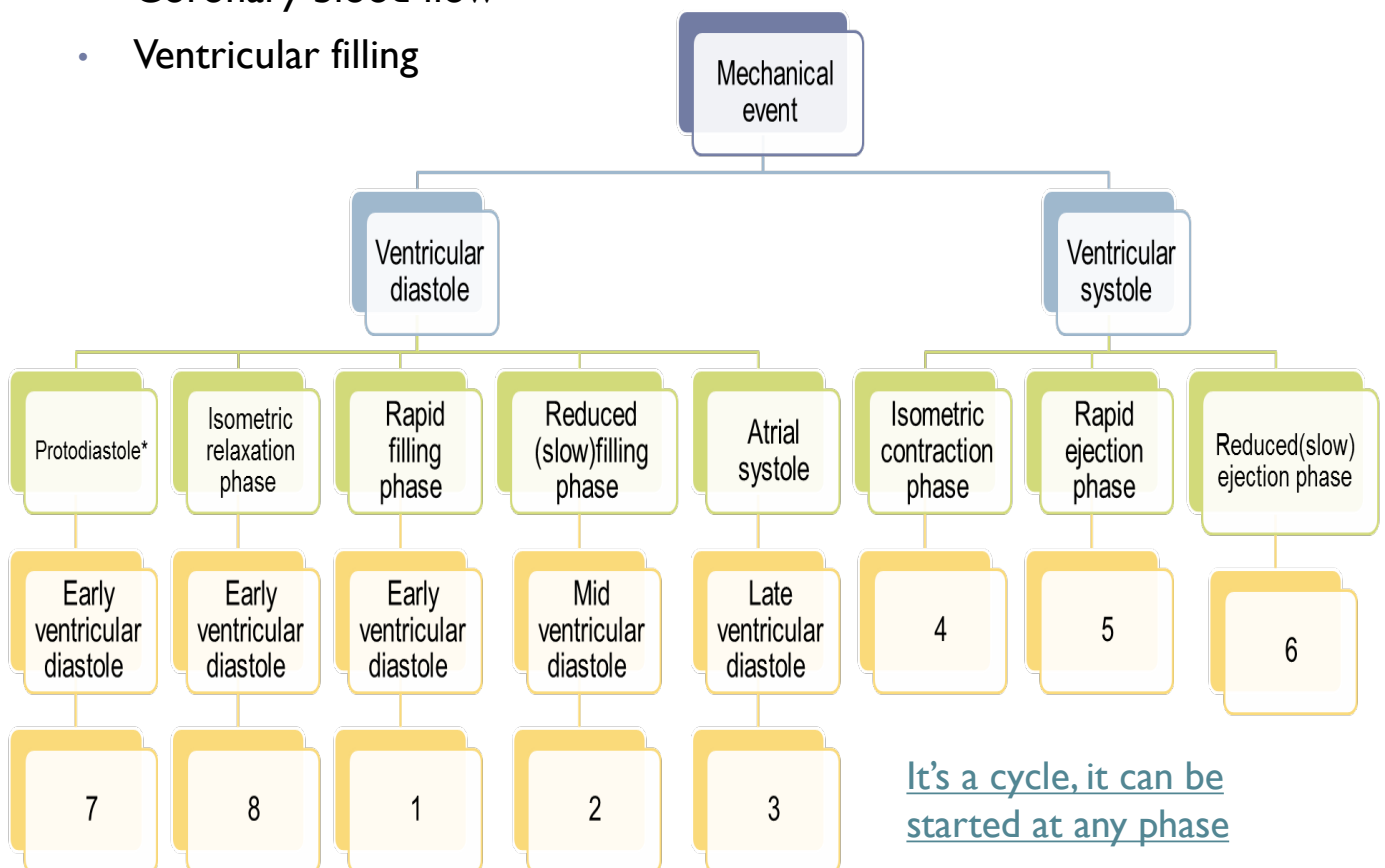 Coronary blood flow
• Ventricular filling
Mechanical
event
Ventricular
diastole
Ventricular
systole
Protodiastole*
Isometric
relaxation
phase
Rapid
filling
phase
Reduced
(slow)filling
phase
Atrial
systole
Isometric
contraction
phase
Rapid
ejection
phase
Reduced(slow)
ejection phase
Early
ventricular
diastole
Early
ventricular
diastole
Early
ventricular
diastole
Mid
ventricular
diastole
Late
ventricular
diastole
4
5
6
7
8
1
2
3
It’s a cycle, it can be
started at any phase